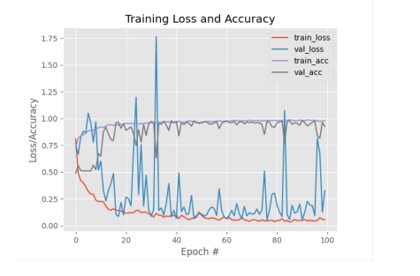 Training Loss and Accuracy
1.75
1.50
1.25
1.00
0.75
0.50
0.25
0.00
Loss/Accuracy
train_loss
val_loss
train_acc
val_acc
0 20 40 60 80 100
Epoch #